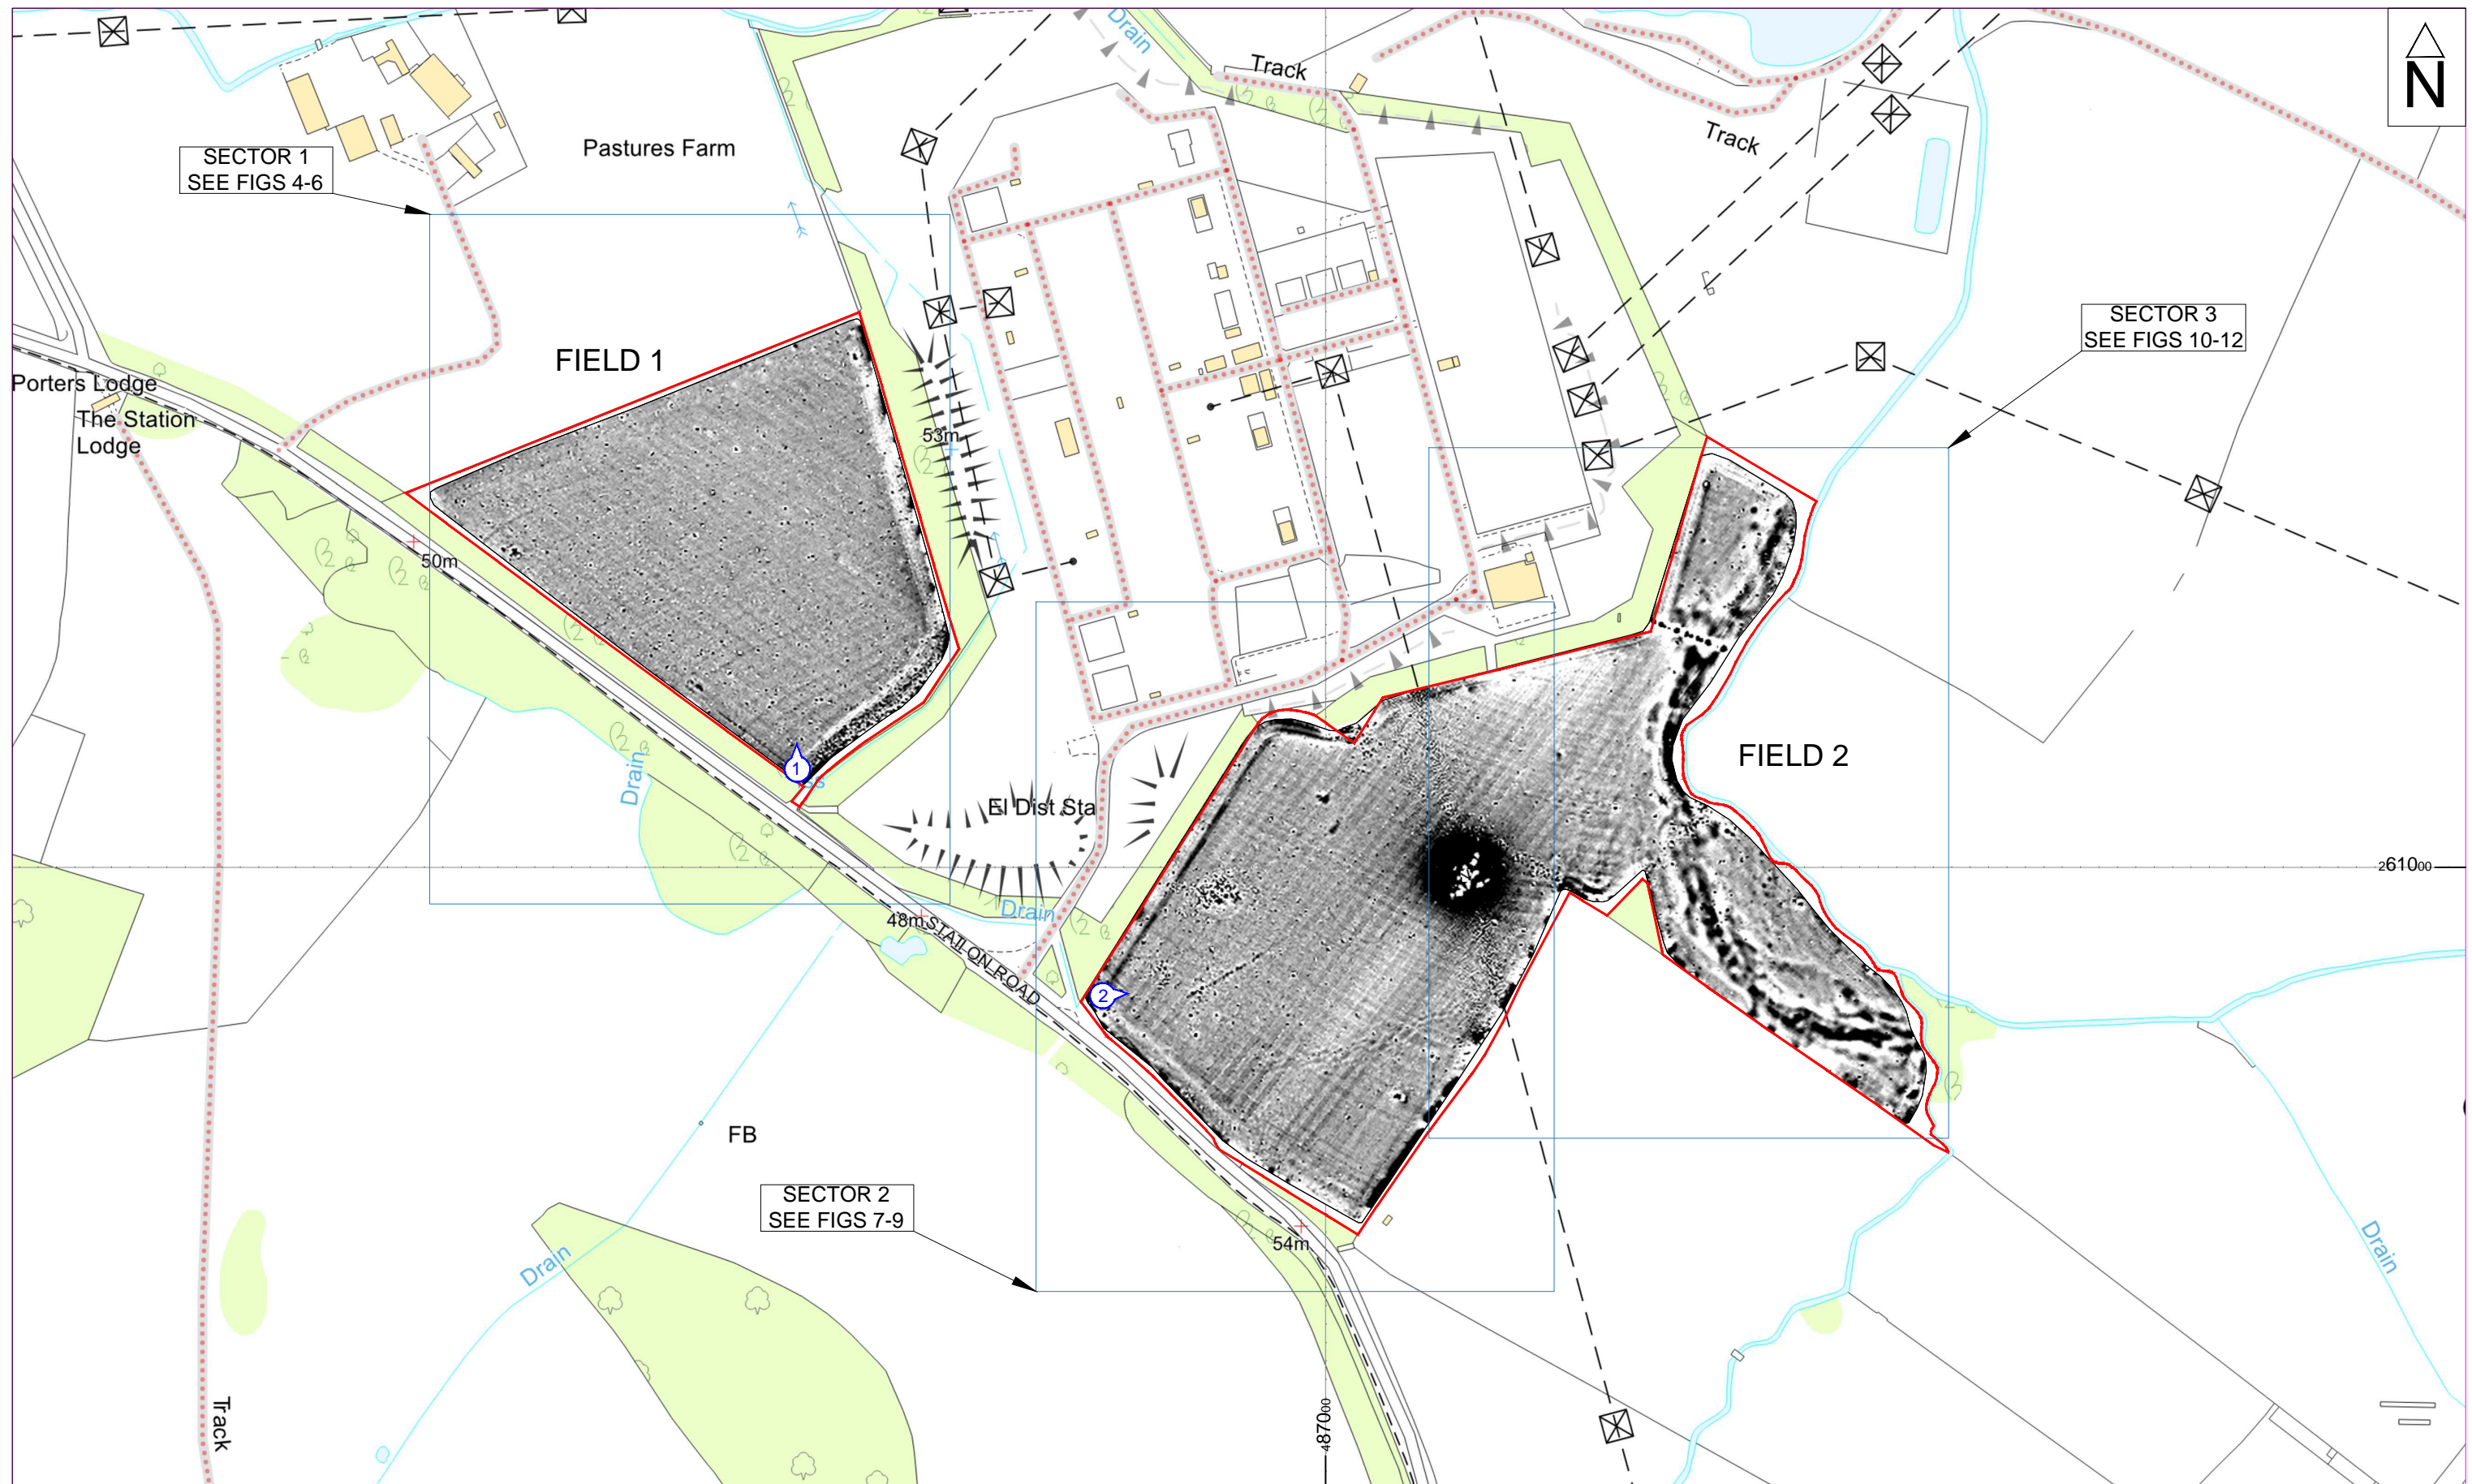 Drain
N
Track
Track
Pastures Farm
SECTOR 1
SEE FIGS 4-6
SECTOR 3
SEE FIGS 10-12
FIELD 1
Porters Lodge
The Station
Lodge
53m
50m
FIELD 2
Drain
1
El Dist Sta
261000
Drain
48m
STATION ROAD
2
FB
SECTOR 2
SEE FIGS 7-9
54m
Drain
Drain
Track
487000